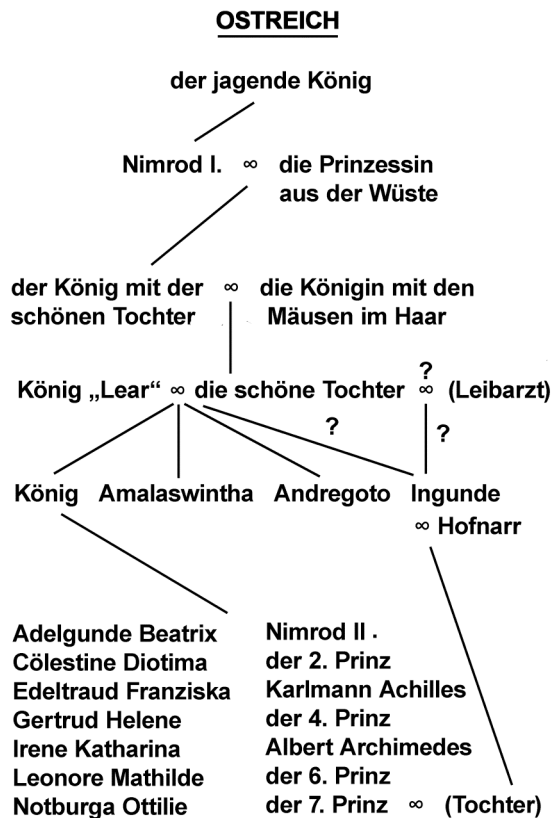 OSTREICH
der jagende König
Nimrod I. ∞ die Prinzessin
aus der Wüste
der König mit der ∞ die Königin mit den
schönen Tochter Mäusen im Haar
?
König „Lear“ ∞ die schöne Tochter ∞ (Leibarzt)
? ?
König Amalaswintha Andregoto Ingunde
∞ Hofnarr
Adelgunde Beatrix Nimrod II .
Cölestine Diotima der 2. Prinz
Edeltraud Franziska Karlmann Achilles
Gertrud Helene der 4. Prinz
Irene Katharina Albert Archimedes
Leonore Mathilde der 6. Prinz
Notburga Ottilie der 7. Prinz ∞ (Tochter)